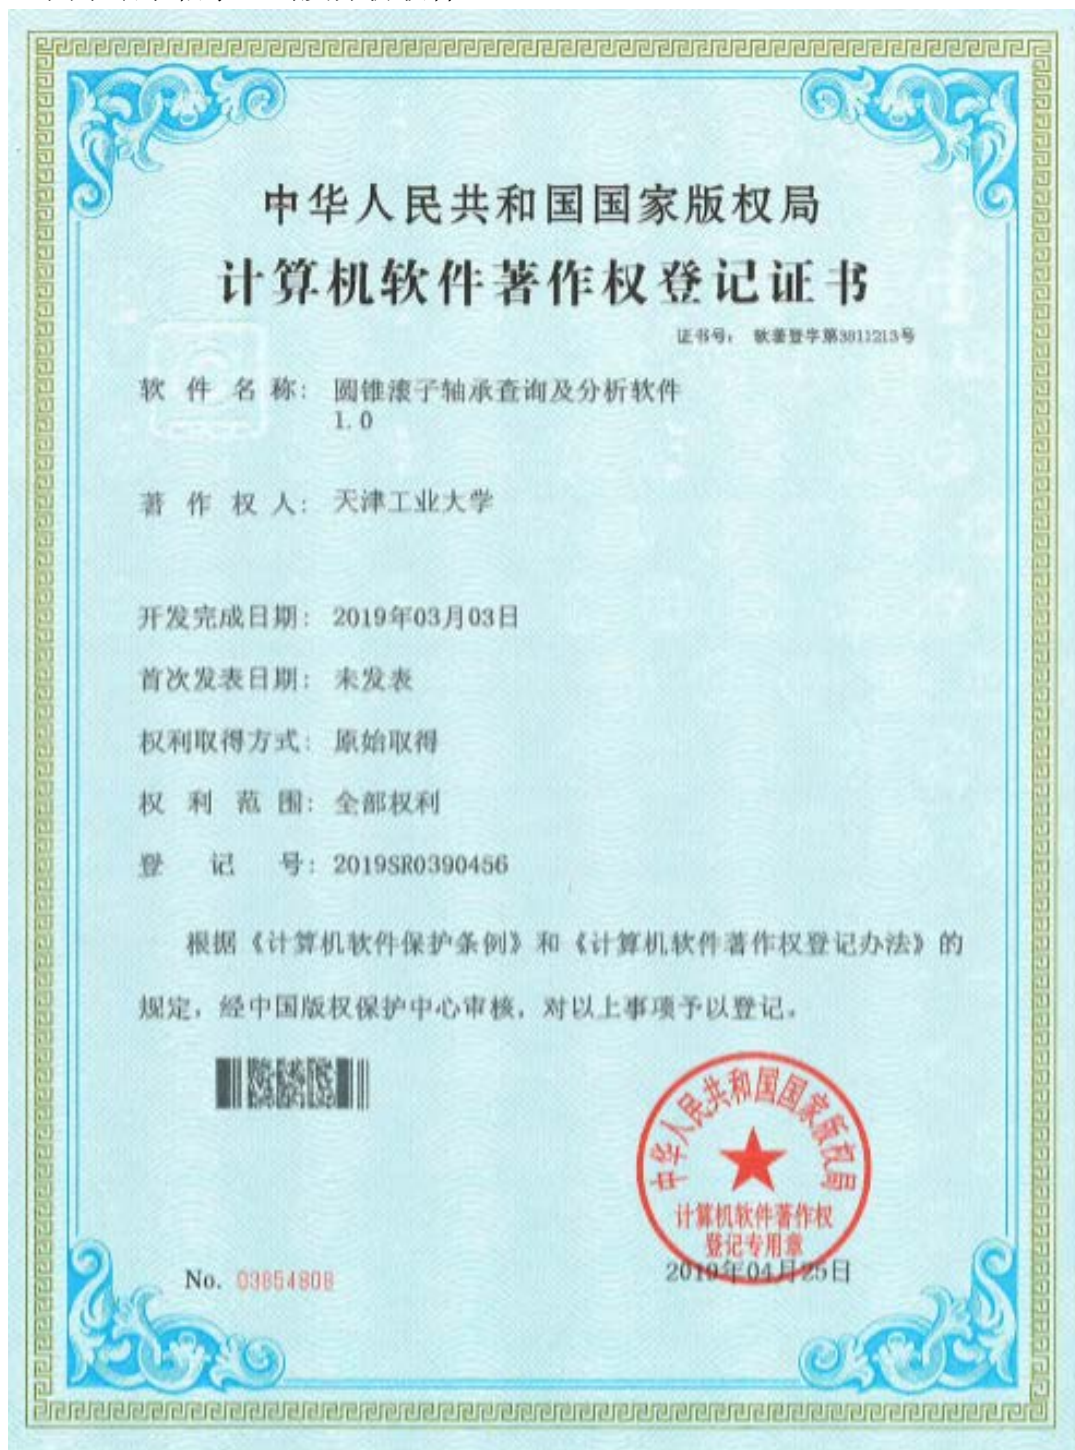 中华人民共和国国家版权局
计算机软件著作权登记证书
证书号： 软著登字第3811213号
软件名称： 圆锥滚子轴承查询及分析软件
1.0
著作权人： 天津工业大学
开发完成日期： 2019年03月03日
首次发表日期： 未发表
权利取得方式： 原始取得
权利范围： 全部权利
登记号： 2019SR0390456
根据《计算机软件保护条例》和《计算机软件著作权登记办法》的
规定，经中国版权保护中心审核，对以上事项予以登记。
中华人民共和国国家版权局
计算机软件著作权
登记专用章
2019年04月25日
No. 03854808